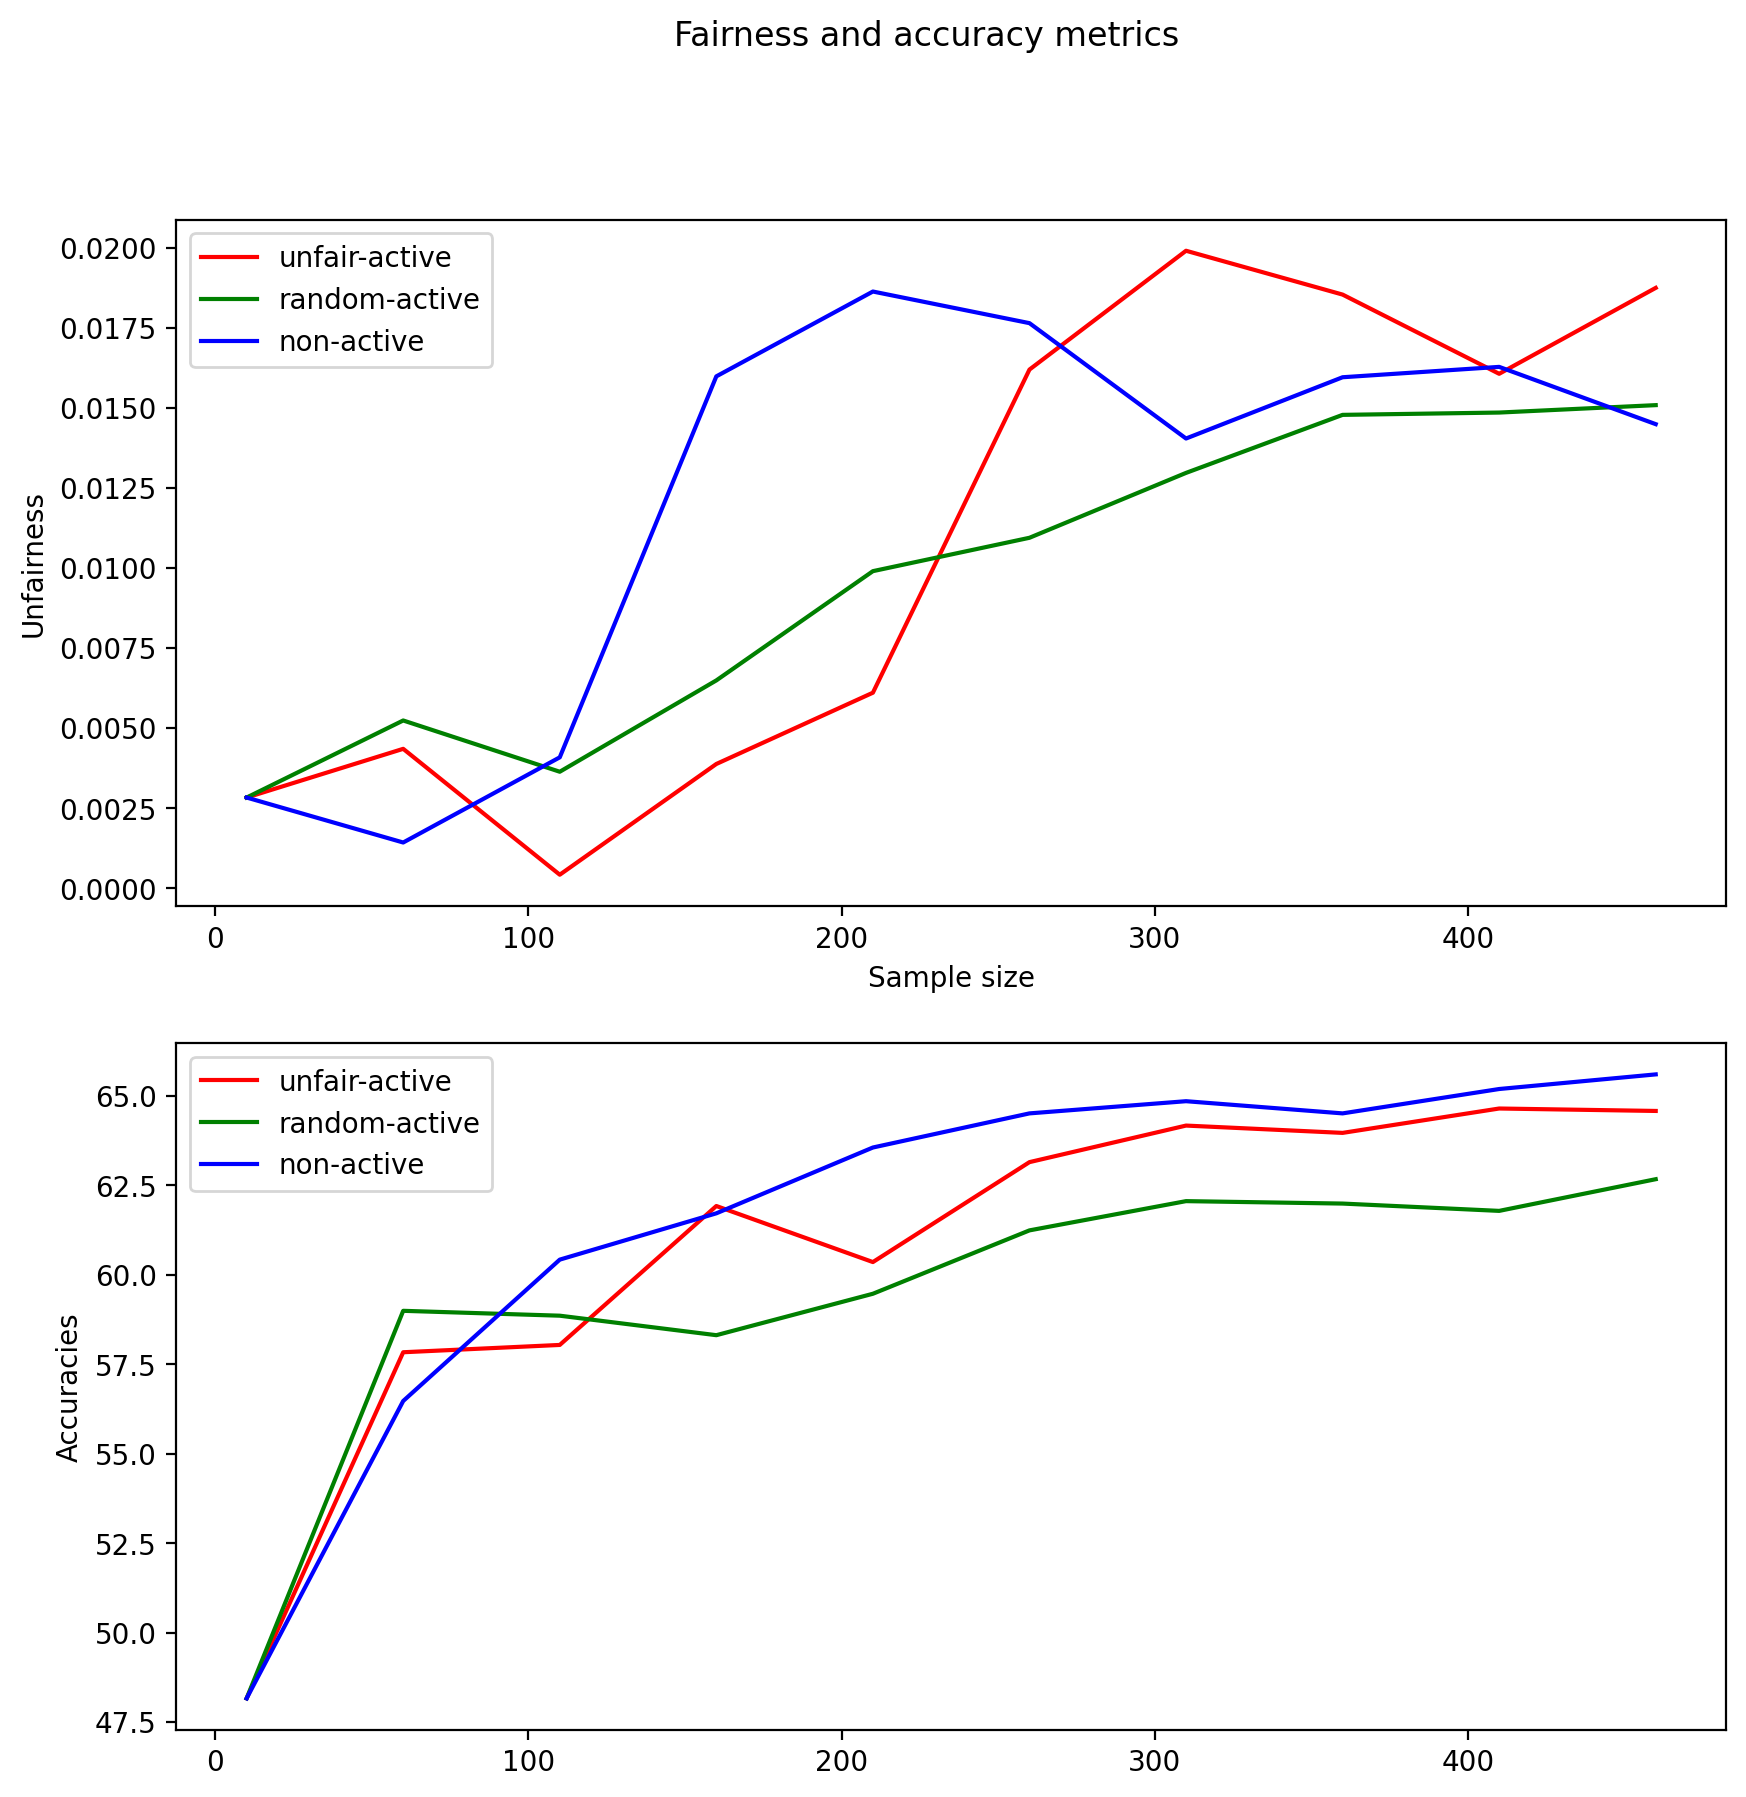 Fairness and accuracy metrics
unfair-active
random-active
non-active
0.0200
0.0175
0.0150
0.0125
0.0100
0.0075
0.0050
0.0025
0.0000
Unfairness
0 100 200 300 400
Sample size
unfair-active
random-active
non-active
65.0
62.5
60.0
57.5
55.0
52.5
50.0
47.5
Accuracies
0 100 200 300 400